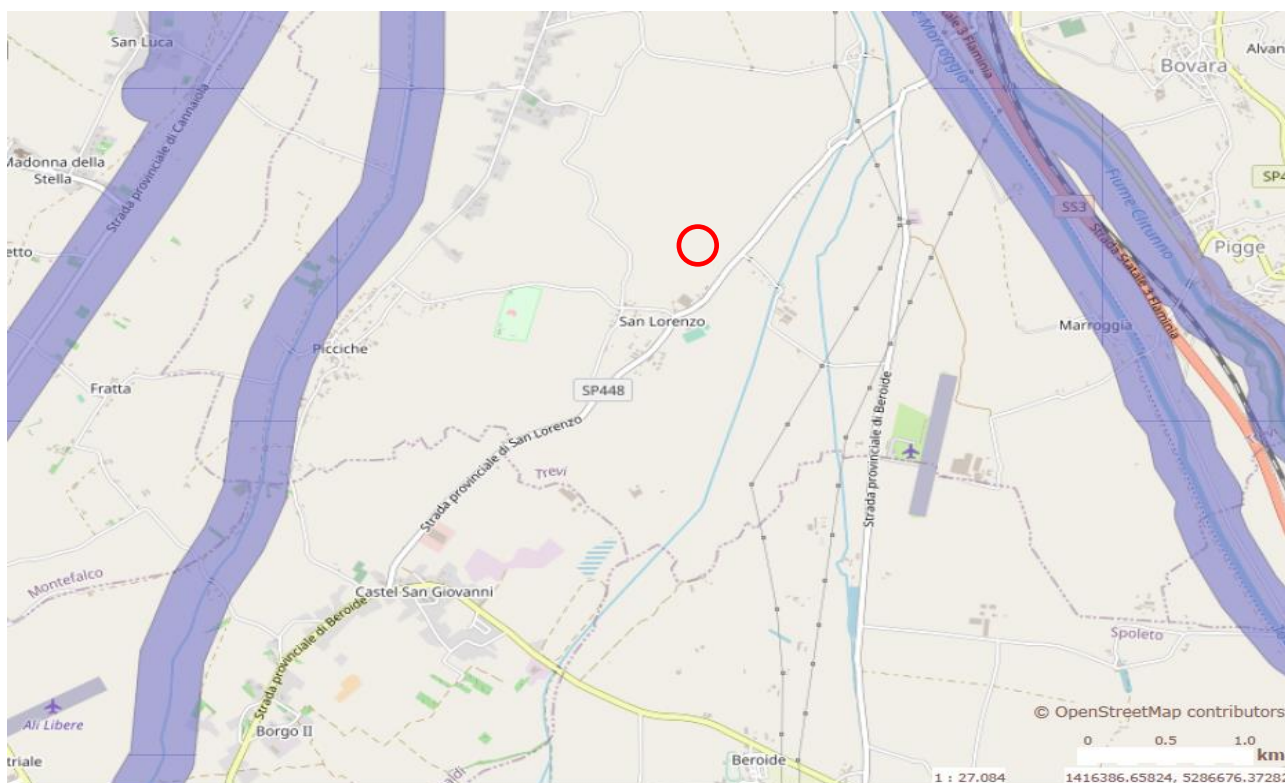 San Luca
Bovara
Alvan
Madonna della
Stella
Strada provinciale di Cannaiola
e Marroggia
Statale 3 Flaminia
SP4
Fiume Clitunno
SS3
Strada Statale 3 Flaminia
Pigge
etto
San Lorenzo
Marroggia
Picciche
Fratta
SP448
Strada provinciale di San Lorenzo
Trevi
Strada provinciale di Beroide
Montefalco
Castel San Giovanni
Strada provinciale di Beroide
Spoleto
Ali Libere
Borgo II
triale
Beroide
© OpenStreetMap contributors
0 0.5 1.0
km
1 : 27.084
1416386.65824, 5286676.37282